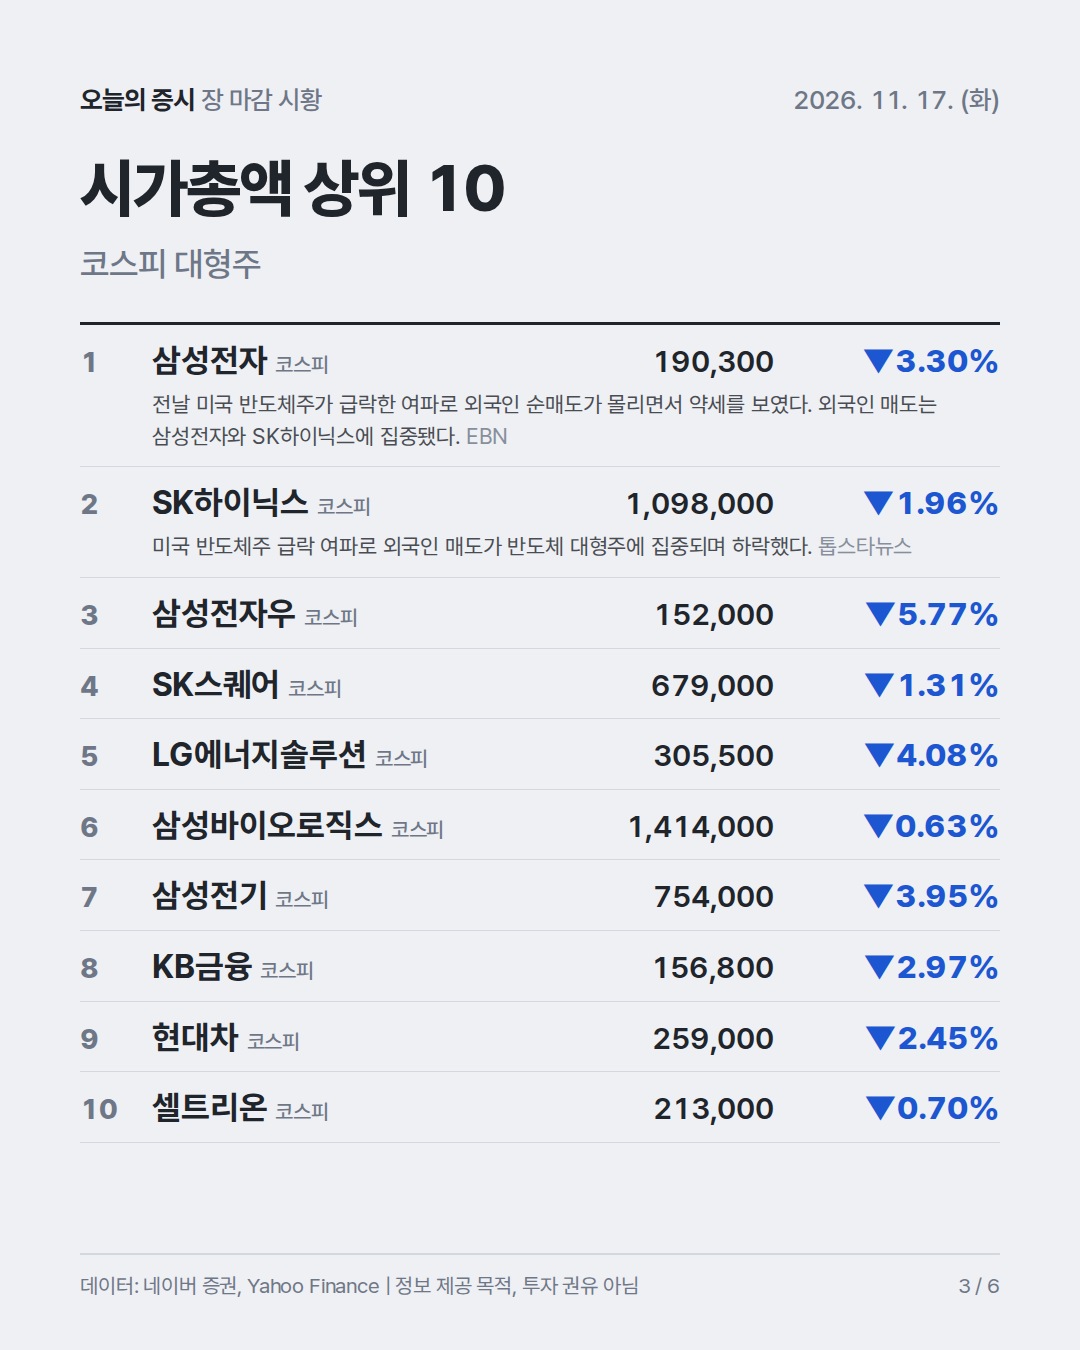 오늘의 증시 장 마감 시황
2026. 11. 17. (화)
시가총액 상위 10
코스피 대형주
1 삼성전자 코스피 190,300 ▼3.30%
전날 미국 반도체주가 급락한 여파로 외국인 순매도가 몰리면서 약세를 보였다. 외국인 매도는
삼성전자와 SK하이닉스에 집중됐다. EBN
2 SK하이닉스 코스피 1,098,000 ▼1.96%
미국 반도체주 급락 여파로 외국인 매도가 반도체 대형주에 집중되며 하락했다. 톱스타뉴스
3 삼성전자우 코스피 152,000 ▼5.77%
4 SK스퀘어 코스피 679,000 ▼1.31%
5 LG에너지솔루션 코스피 305,500 ▼4.08%
6 삼성바이오로직스 코스피 1,414,000 ▼0.63%
7 삼성전기 코스피 754,000 ▼3.95%
8 KB금융 코스피 156,800 ▼2.97%
9 현대차 코스피 259,000 ▼2.45%
10 셀트리온 코스피 213,000 ▼0.70%
데이터: 네이버 증권, Yahoo Finance | 정보 제공 목적, 투자 권유 아님
3 / 6